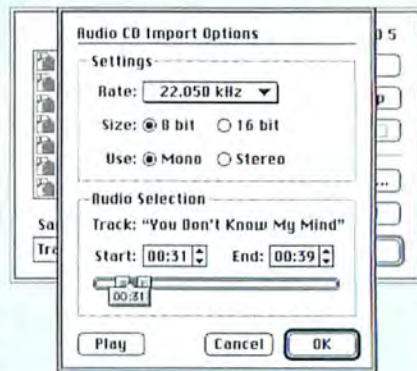 Audio CD Import Options
Settings
Rate: 22.050 kHz
Size: 8 bit 16 bit
Use: Mono Stereo
Audio Selection
Track: "You Don't Know My Mind"
Start: 00:31 End: 00:39
00:31
Play Cancel OK